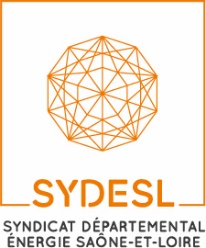 SYDESL
SYNDICAT DÉPARTEMENTAL
ÉNERGIE SAÔNE-ET-LOIRE